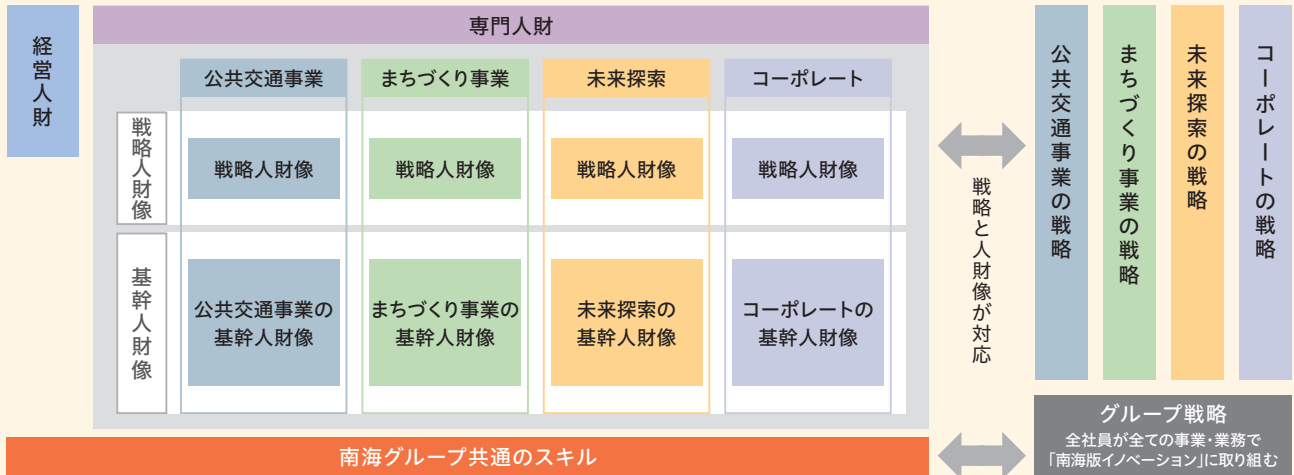 経営人財
専門人財
公共交通事業
まちづくり事業
未来探索
コーポレート
戦略人財像
戦略人財像
戦略人財像
戦略人財像
戦略人財像
基幹人財像
公共交通事業の
基幹人財像
まちづくり事業の
基幹人財像
未来探索の
基幹人財像
コーポレートの
基幹人財像
南海グループ共通のスキル
戦略と人財像が対応
公共交通事業の戦略
まちづくり事業の戦略
未来探索の戦略
コーポレートの戦略
グループ戦略
全社員が全ての事業・業務で
「南海版イノベーション」に取り組む